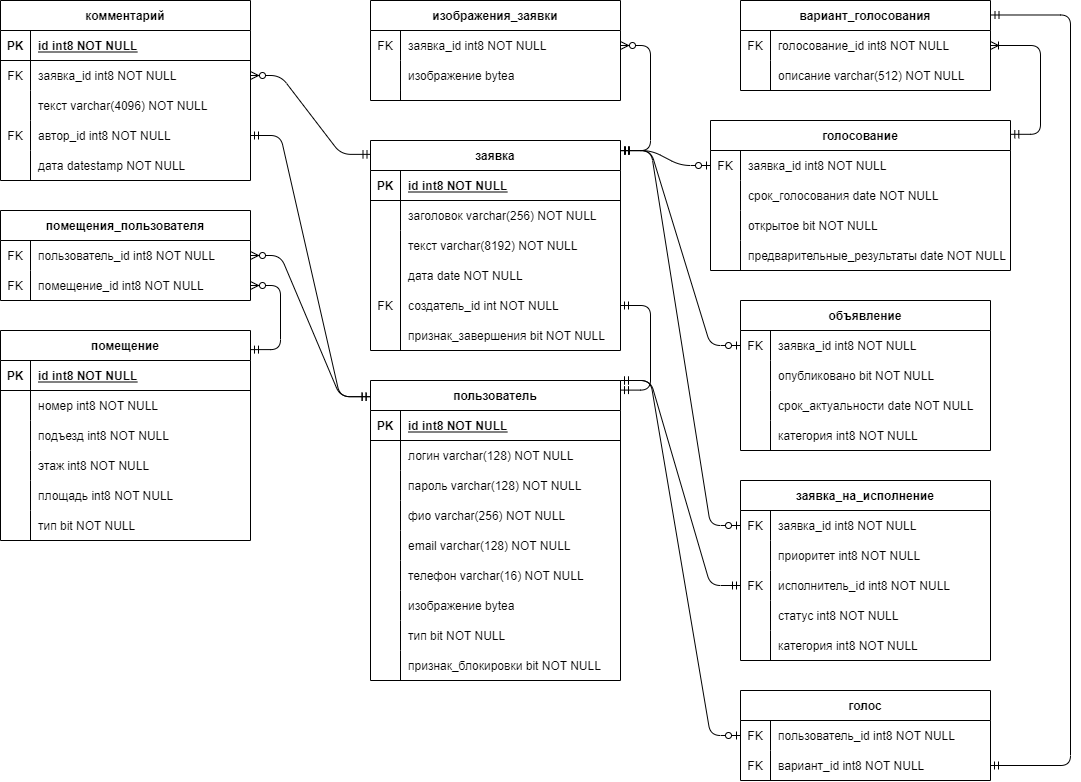 комментарий
PK id int8 NOT NULL
FK заявка_id int8 NOT NULL
текст varchar(4096) NOT NULL
FK автор_id int8 NOT NULL
дата datestamp NOT NULL
помещения_пользователя
FK пользователь_id int8 NOT NULL
FK помещение_id int8 NOT NULL
помещение
PK id int8 NOT NULL
номер int8 NOT NULL
подъезд int8 NOT NULL
этаж int8 NOT NULL
площадь int8 NOT NULL
тип bit NOT NULL
изображения_заявки
FK заявка_id int8 NOT NULL
изображение bytea
заявка
PK id int8 NOT NULL
заголовок varchar(256) NOT NULL
текст varchar(8192) NOT NULL
дата date NOT NULL
FK создатель_id int NOT NULL
признак_завершения bit NOT NULL
пользователь
PK id int8 NOT NULL
логин varchar(128) NOT NULL
пароль varchar(128) NOT NULL
фио varchar(256) NOT NULL
email varchar(128) NOT NULL
телефон varchar(16) NOT NULL
изображение bytea
тип bit NOT NULL
признак_блокировки bit NOT NULL
вариант_голосования
FK голосование_id int8 NOT NULL
описание varchar(512) NOT NULL
голосование
FK заявка_id int8 NOT NULL
срок_голосования date NOT NULL
открытое bit NOT NULL
предварительные_результаты date NOT NULL
объявление
FK заявка_id int8 NOT NULL
опубликовано bit NOT NULL
срок_актуальности date NOT NULL
категория int8 NOT NULL
заявка_на_исполнение
FK заявка_id int8 NOT NULL
приоритет int8 NOT NULL
FK исполнитель_id int8 NOT NULL
статус int8 NOT NULL
категория int8 NOT NULL
голос
FK пользователь_id int8 NOT NULL
FK вариант_id int8 NOT NULL